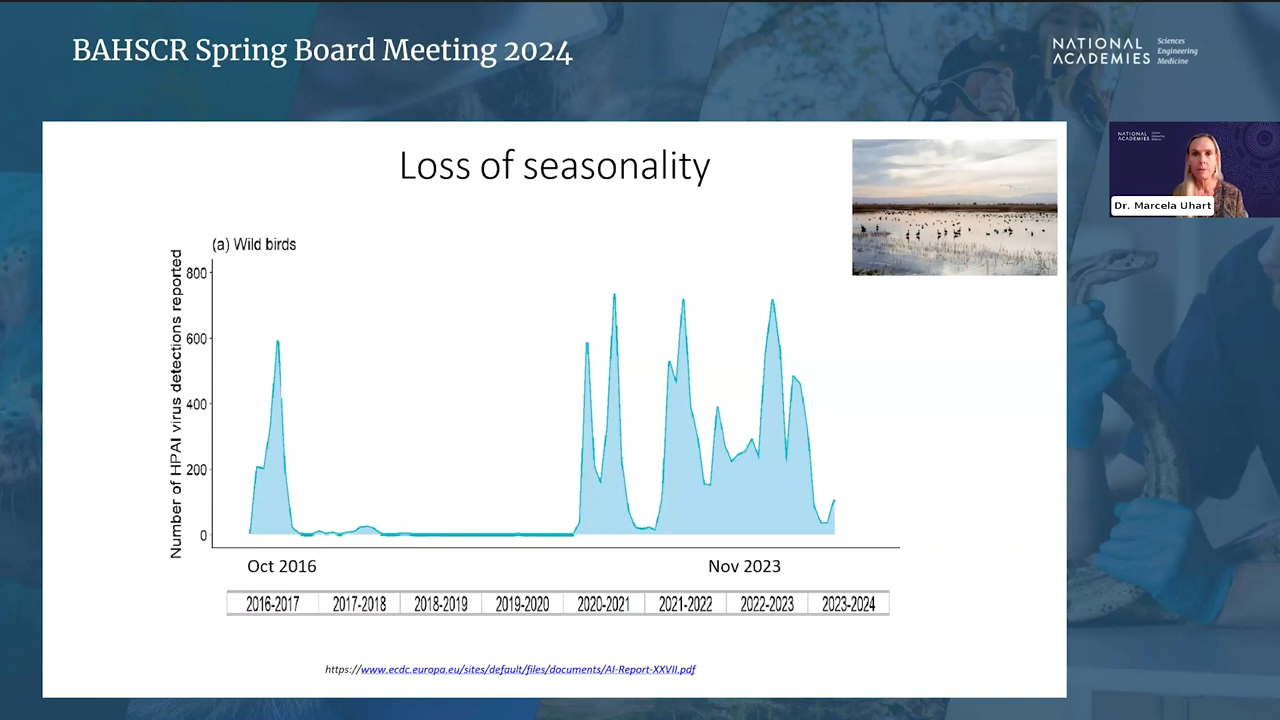 BAHSCR Spring Board Meeting 2024
NATIONAL ACADEMIES
Sciences
Engineering
Medicine
Loss of seasonality
NATIONAL
ACADEMIES
Dr. Marcela Uhart
(a) Wild birds
Number of HPAI virus detections reported
800
600
400
200
0
Oct 2016
Nov 2023
2016-2017 2017-2018 2018-2019 2019-2020 2020-2021 2021-2022 2022-2023 2023-2024
https://www.ecdc.europa.eu/sites/default/files/documents/AI-Report-XXVII.pdf